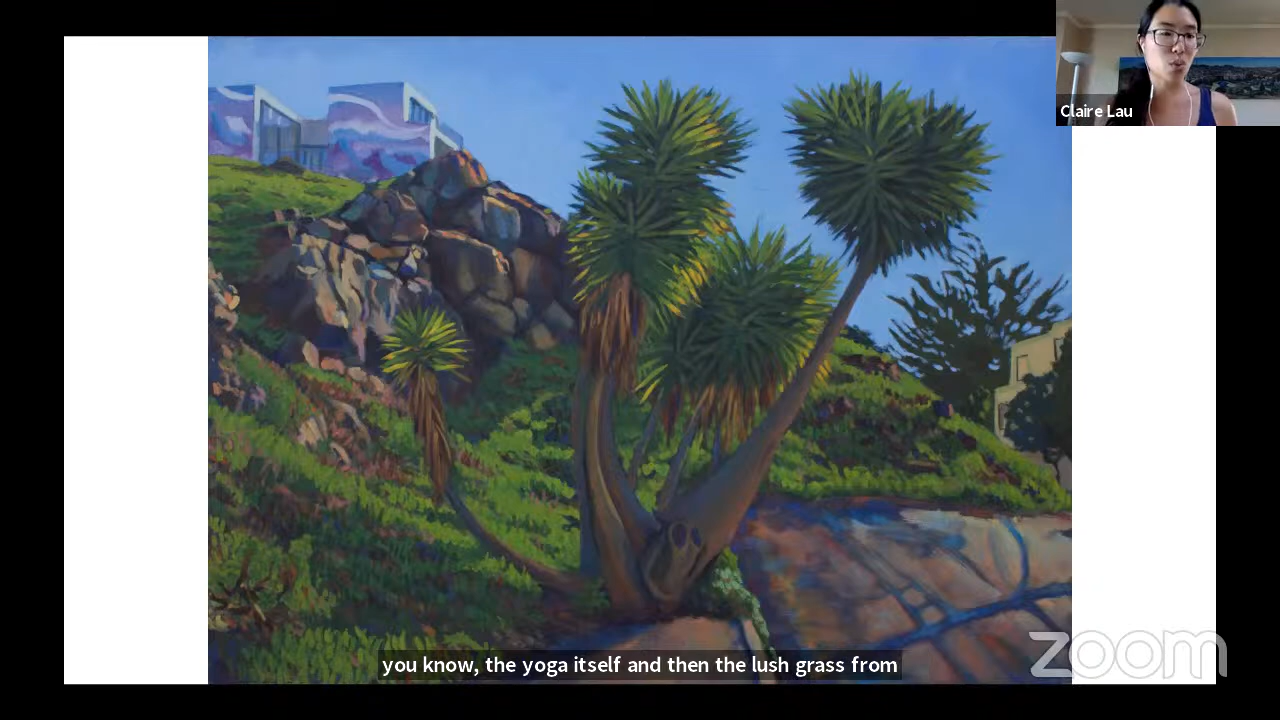 Claire Lau
you know, the yoga itself and then the lush grass from
zoom